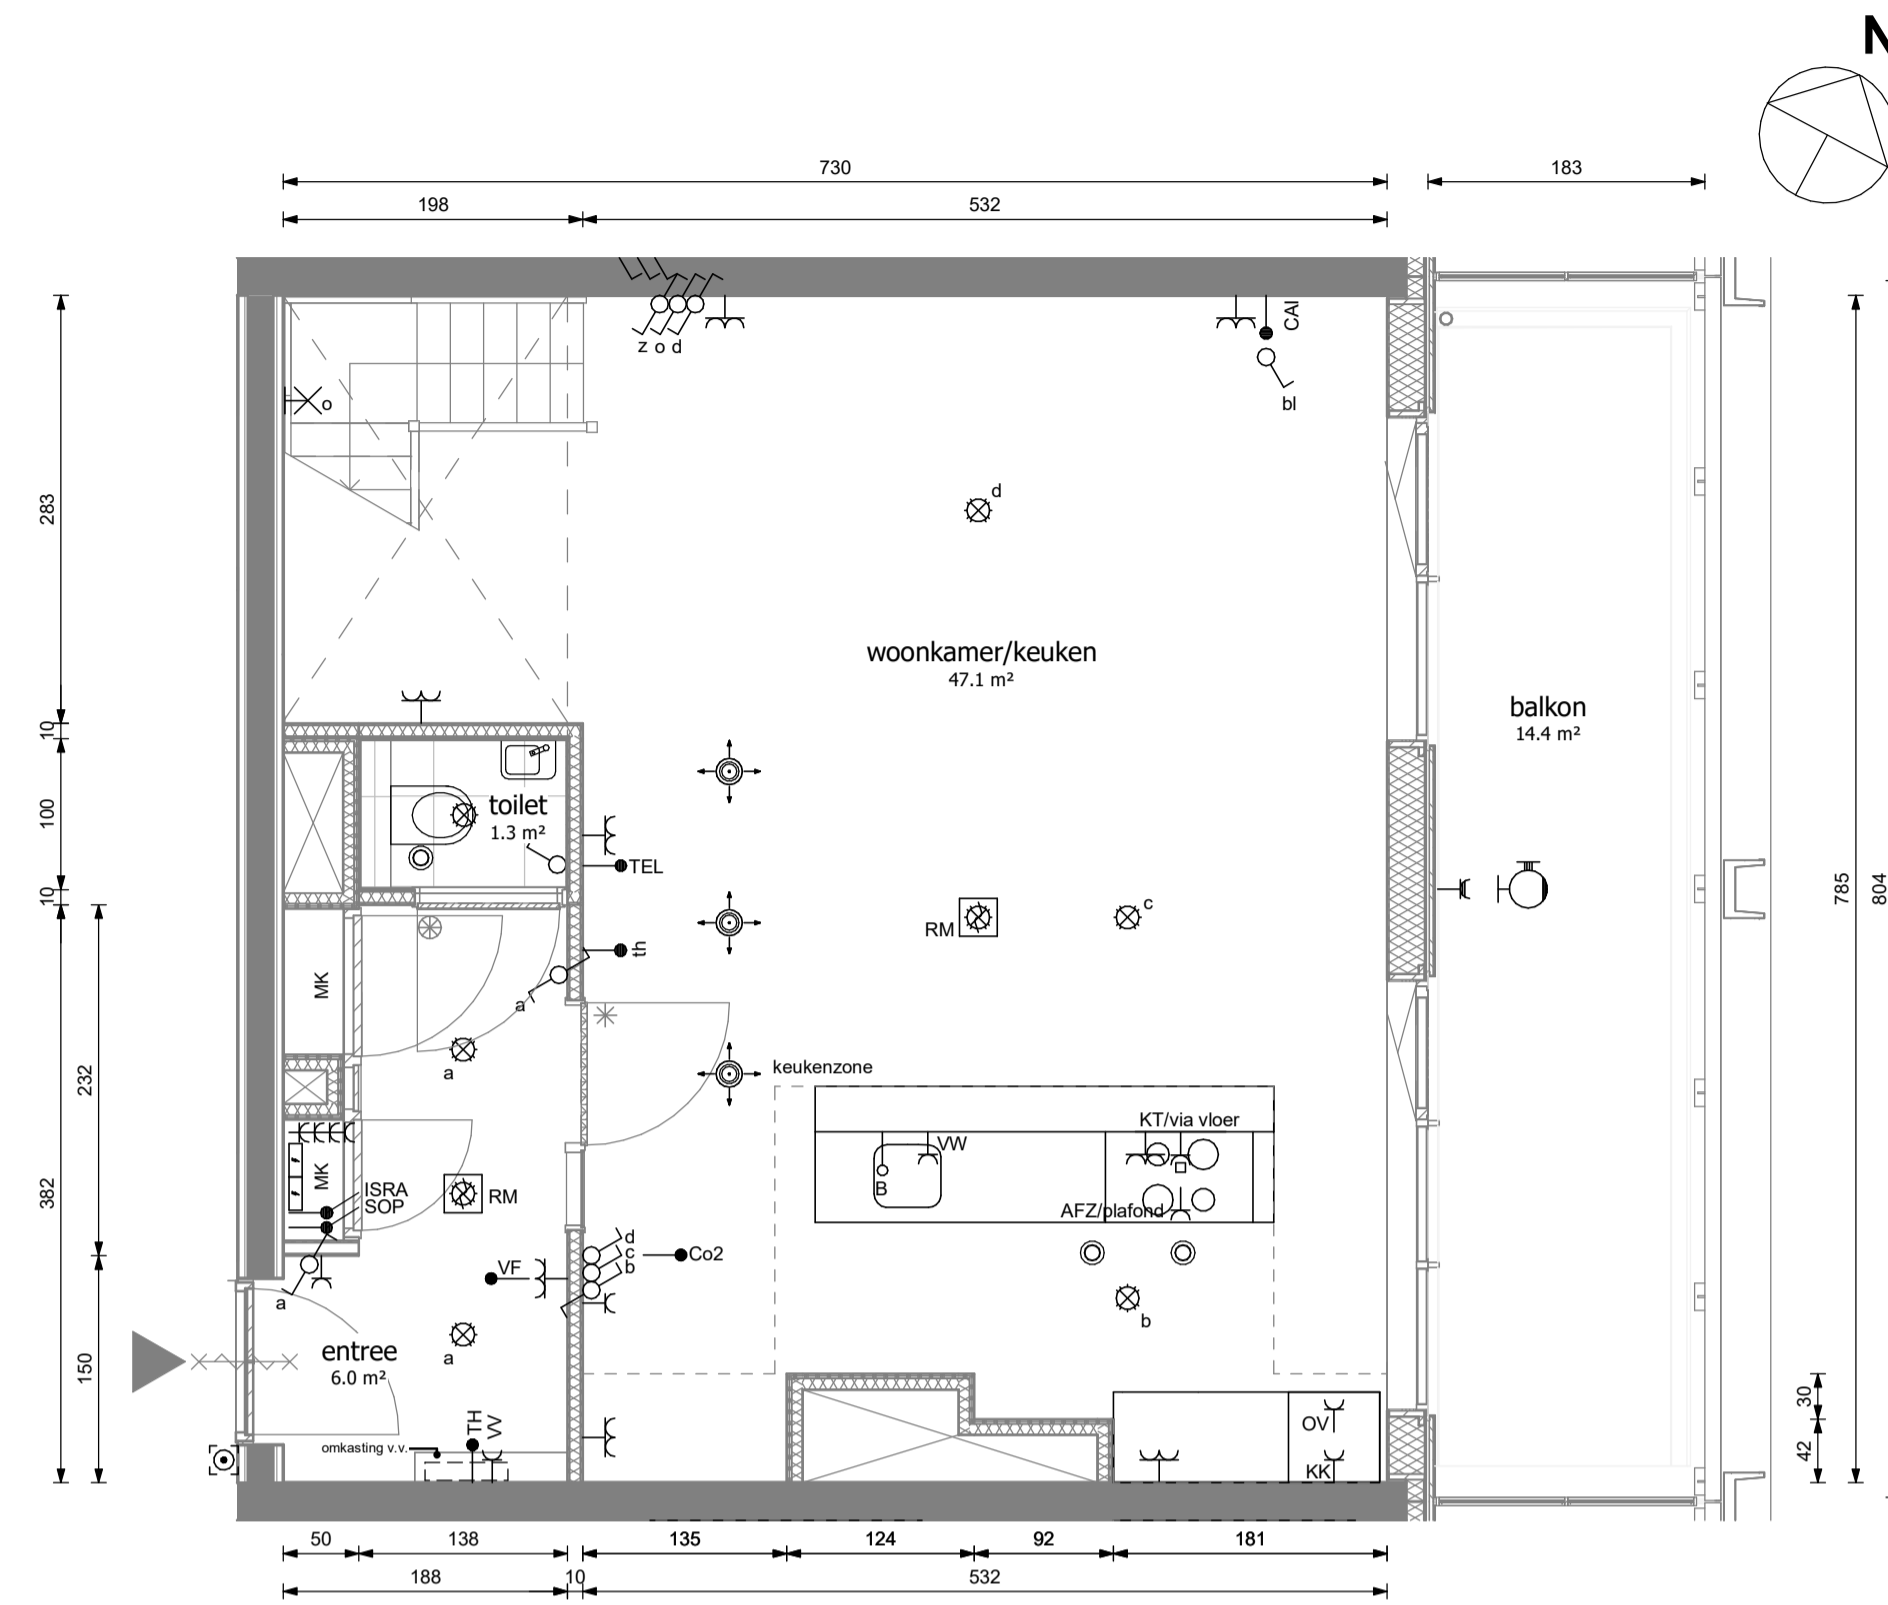 N
730
183
198
532
CAI
z o d
bl
o
283
d
woonkamer/keuken
47.1 m²
balkon
14.4 m²
10
100
toilet
1.3 m²
TEL
10
785
804
RM
c
th
MK
a
a
232
keukenzone
KT/via vloer
VW
MK
B
382
ISRA
SOP
RM
AFZ/plafond
d
c
b
Co2
VF
a
b
entree
6.0 m²
a
150
30
TH
VV
OV
omkasting v.v.
42
KK
50
138
135
124
92
181
188
10
532